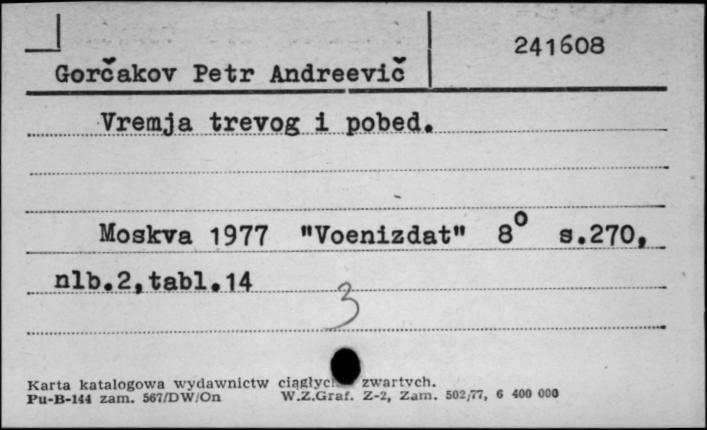 241608
Gorčakov Petr Andreevič
Vremja trevog i pobed.
Moskva 1977 "Voenizdat" 8° s.270,
nlb.2,tabl.14
3
Karta katalogowa wydawnictw zwartych.
Pu-B-144 zam. 567/DW/On W.Z.Graf. Z-2, Zam. 502/77, 6 400 000